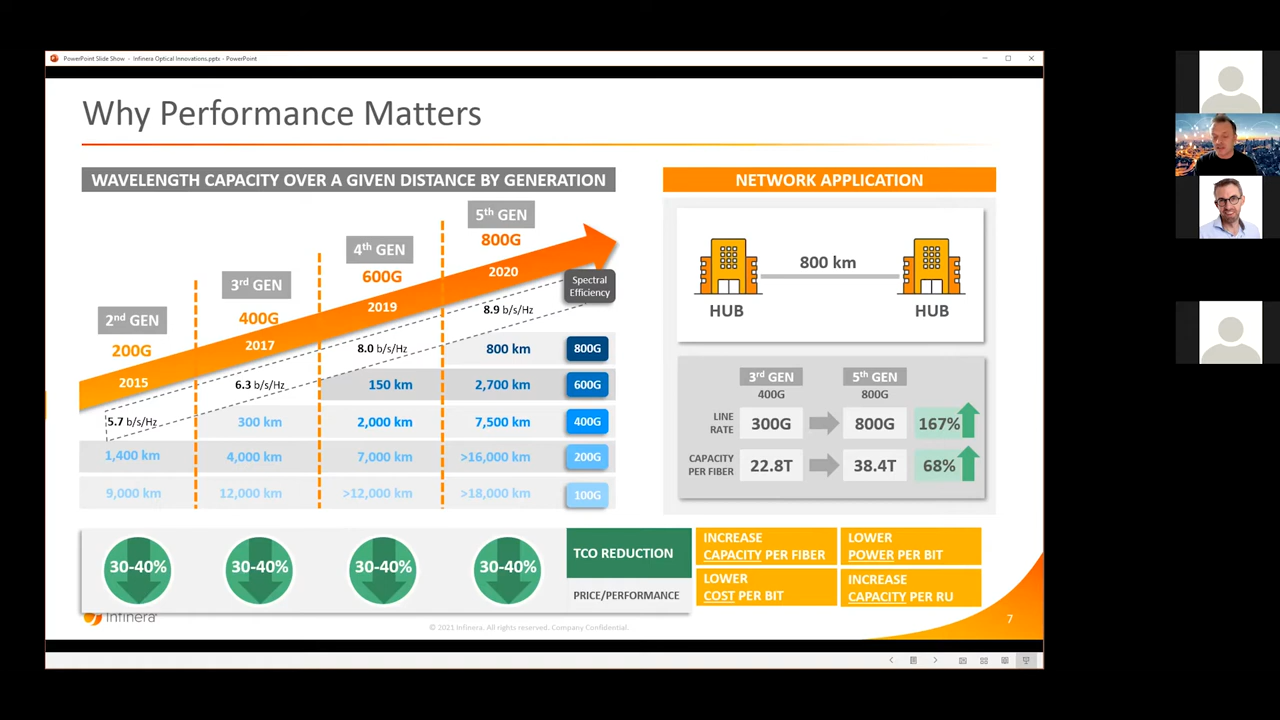 PowerPoint Slide Show - Infinera Optical Innovations.pptx - PowerPoint
Why Performance Matters
WAVELENGTH CAPACITY OVER A GIVEN DISTANCE BY GENERATION
2nd GEN
200G
2015
5.7 b/s/Hz
1,400 km
9,000 km
3rd GEN
400G
2017
6.3 b/s/Hz
300 km
4,000 km
12,000 km
4th GEN
600G
2019
8.0 b/s/Hz
150 km
2,000 km
7,000 km
>12,000 km
5th GEN
800G
2020
8.9 b/s/Hz
800 km
2,700 km
7,500 km
>16,000 km
>18,000 km
Spectral
Efficiency
800G
600G
400G
200G
100G
NETWORK APPLICATION
800 km
HUB
HUB
3rd GEN
400G
5th GEN
800G
LINE
RATE
300G
800G
167%
CAPACITY
PER FIBER
22.8T
38.4T
68%
30-40%
30-40%
30-40%
30-40%
TCO REDUCTION
PRICE/PERFORMANCE
INCREASE
CAPACITY PER FIBER
LOWER
POWER PER BIT
LOWER
COST PER BIT
INCREASE
CAPACITY PER RU
Infinera
© 2021 Infinera. All rights reserved. Company Confidential.
7